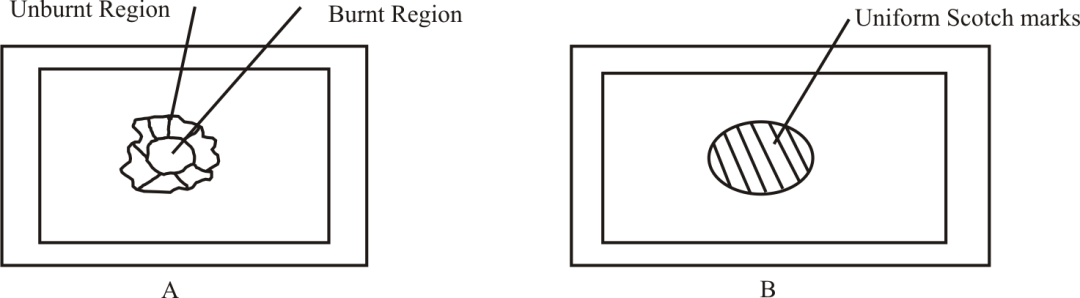 Unburnt Region
Burnt Region
Uniform Scotch marks
A
B